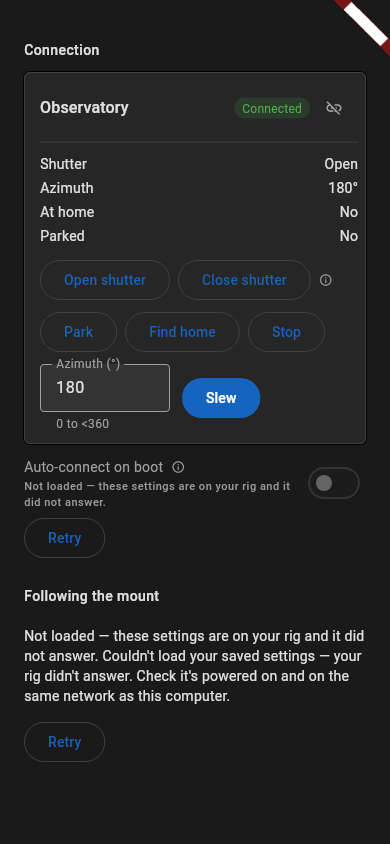 Connection
Observatory
Connected
Shutter Open
Azimuth 180°
At home No
Parked No
Open shutter Close shutter
Park Find home Stop
Azimuth (°)
180
Slew
0 to <360
Auto-connect on boot
Not loaded — these settings are on your rig and it
did not answer.
Retry
Following the mount
Not loaded — these settings are on your rig and it did
not answer. Couldn't load your saved settings — your
rig didn't answer. Check it's powered on and on the
same network as this computer.
Retry